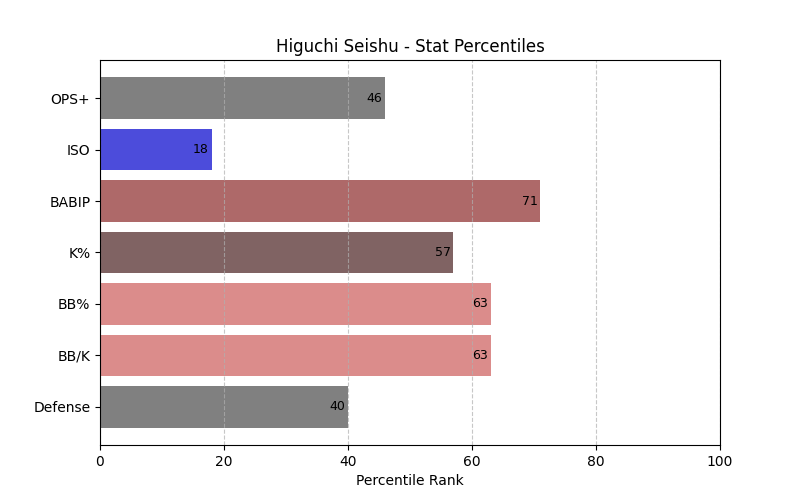 Higuchi Seishu - Stat Percentiles
OPS+ 46
ISO 18
BABIP 71
K% 57
BB% 63
BB/K 63
Defense 40
0 20 40 60 80 100
Percentile Rank